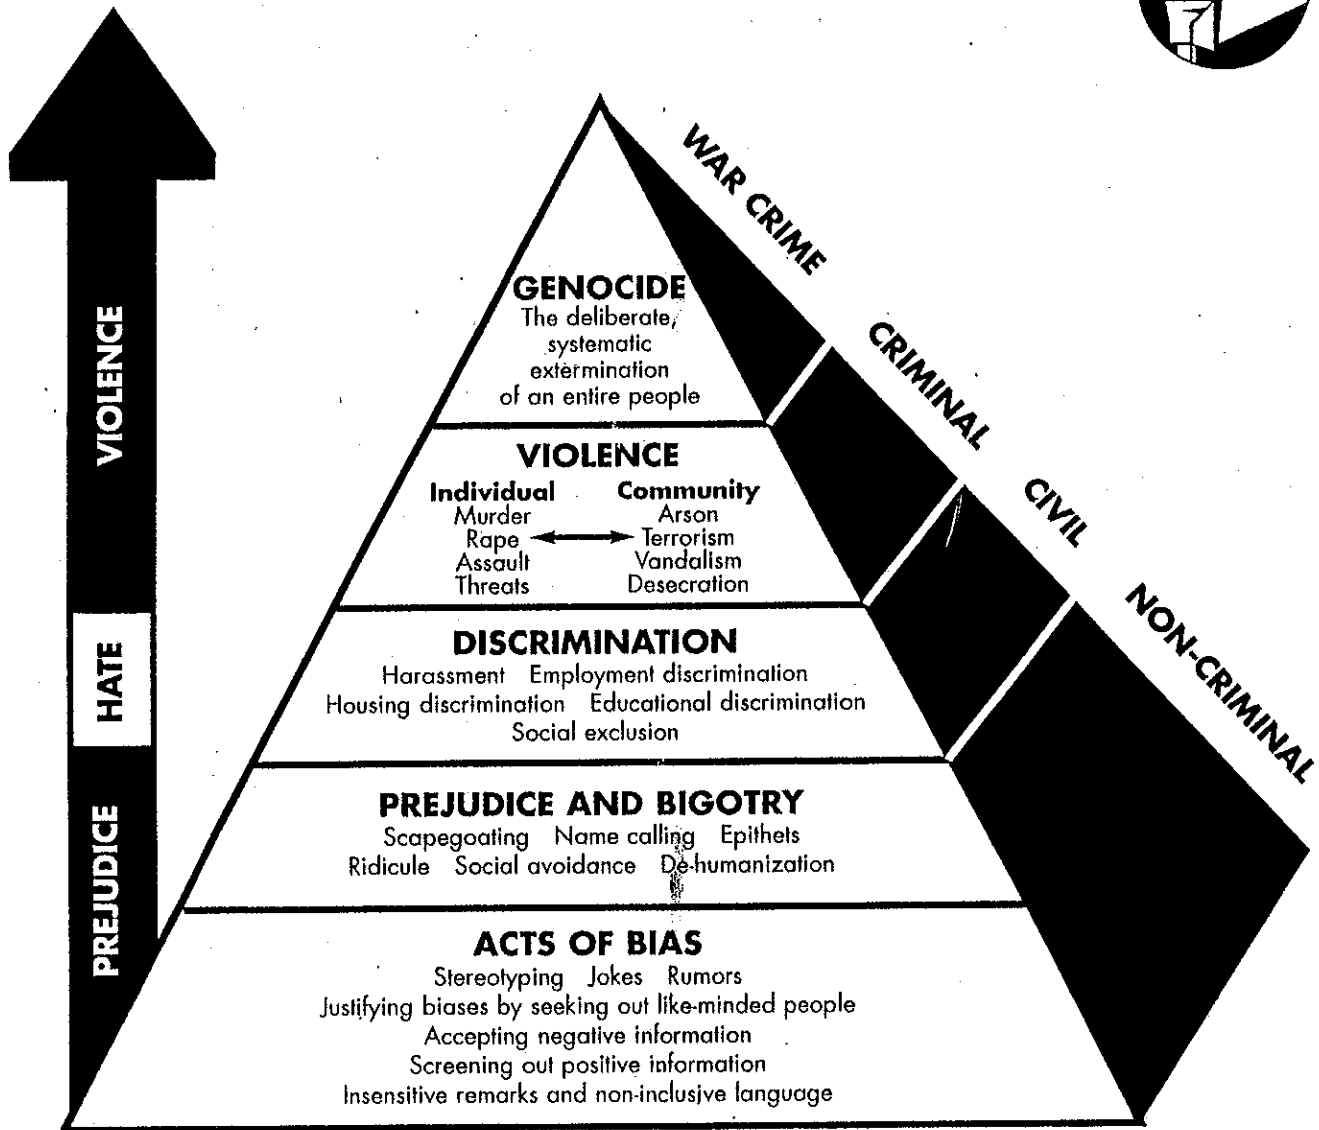 WAR CRIME
CRIMINAL
CIVIL
NON-CRIMINAL
VIOLENCE
HATE
PREJUDICE
GENOCIDE
The deliberate,
systematic
extermination
of an entire people
VIOLENCE
Individual Community
Murder Arson
Rape Terrorism
Assault Vandalism
Threats Desecration
DISCRIMINATION
Harassment Employment discrimination
Housing discrimination Educational discrimination
Social exclusion
PREJUDICE AND BIGOTRY
Scapegoating Name calling Epithets
Ridicule Social avoidance De-humanization
ACTS OF BIAS
Stereotyping Jokes Rumors
Justifying biases by seeking out like-minded people
Accepting negative information
Screening out positive information
Insensitive remarks and non-inclusive language